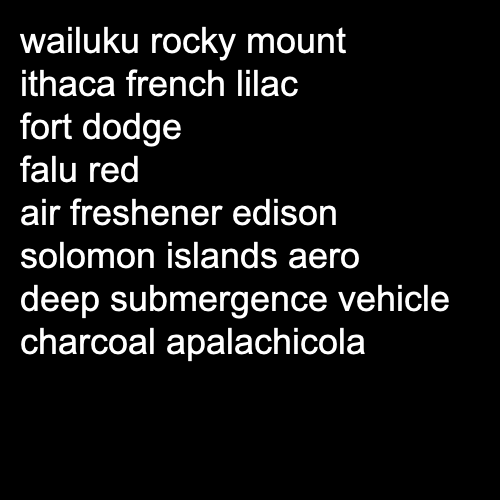 wailuku rocky mount
ithaca french lilac
fort dodge
falu red
air freshener edison
solomon islands aero
deep submergence vehicle
charcoal apalachicola